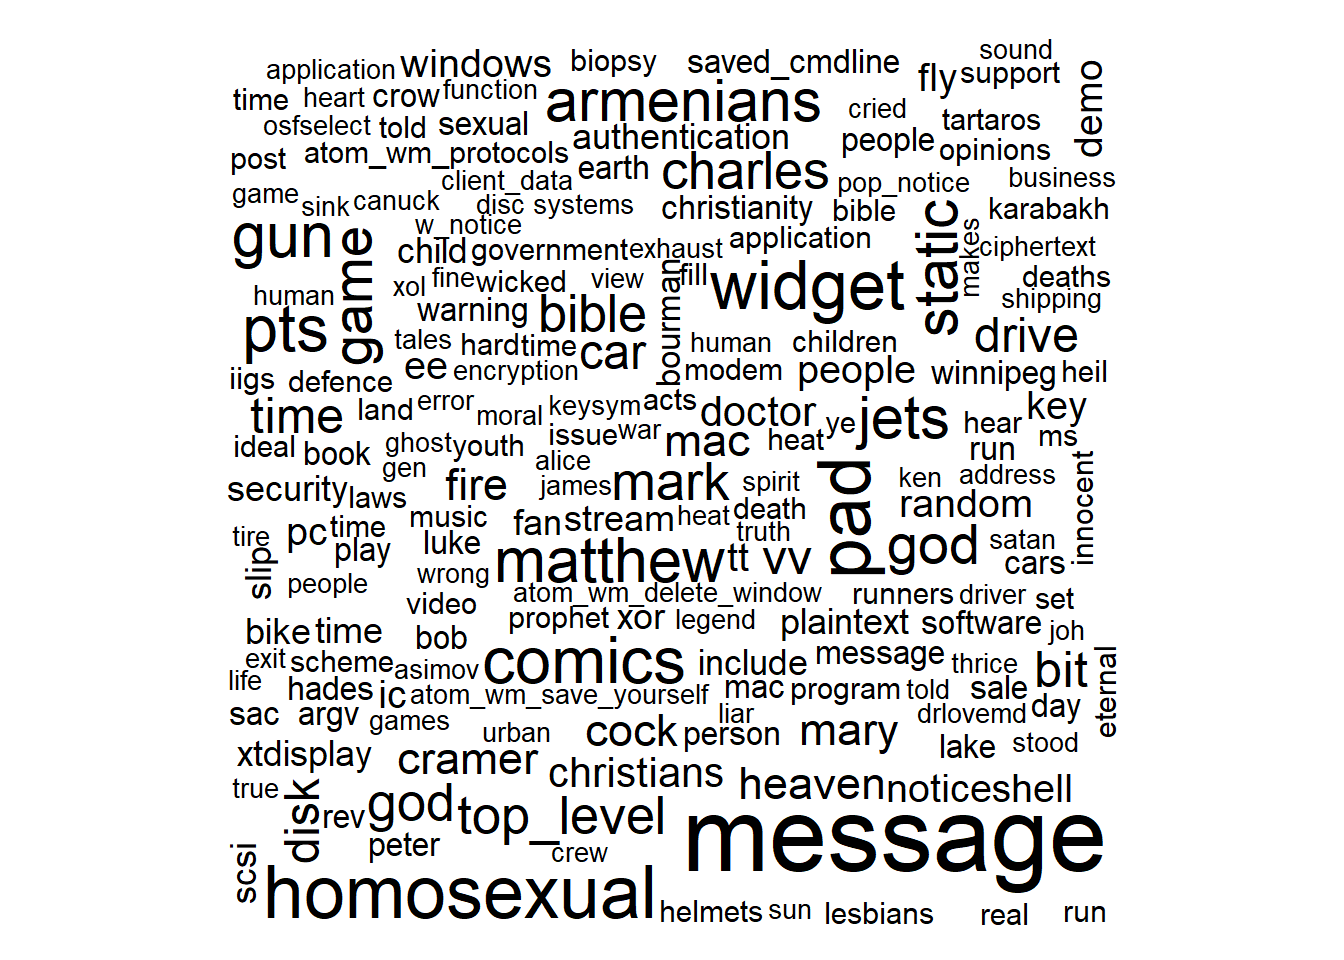 sound
application windows biopsy saved_cmdline fly support demo
time heart crow function armenians cried tartaros
osfselect told sexual authentication people opinions
post atom_wm_protocols earth charles pop_notice business
game sink canuck client_data disc systems christianity bible karabakh
gun game w_notice child government exhaust application static makes ciphertext
xol fine wicked view bourman fill widget deaths
human warning bible shipping
pts tales hard time car human children drive
iigs defence ee encryption modem people winnipeg heil
time land error moral keysym acts doctor ye jets hear key
ideal book ghost youth issue war mac heat run ms
gen alice
security laws fire james mark spirit pad ken address innocent
tire pc time music fan stream heat death random
slip play luke matthew tt truth vv god satan
people wrong cars
video atom_wm_delete_window runners driver set
bike time bob prophet xor legend plaintext software joh
exit scheme asimov comics include message thrice bit eternal
life hades ic atom_wm_save_yourself mac program told sale
sac argv games liar drlovemd day
urban cock person mary lake stood
xtdisplay cramer christians
true disk god heaven noticeshell
rev top_level message
scsi peter crew
homosexual helmets sun lesbians real run